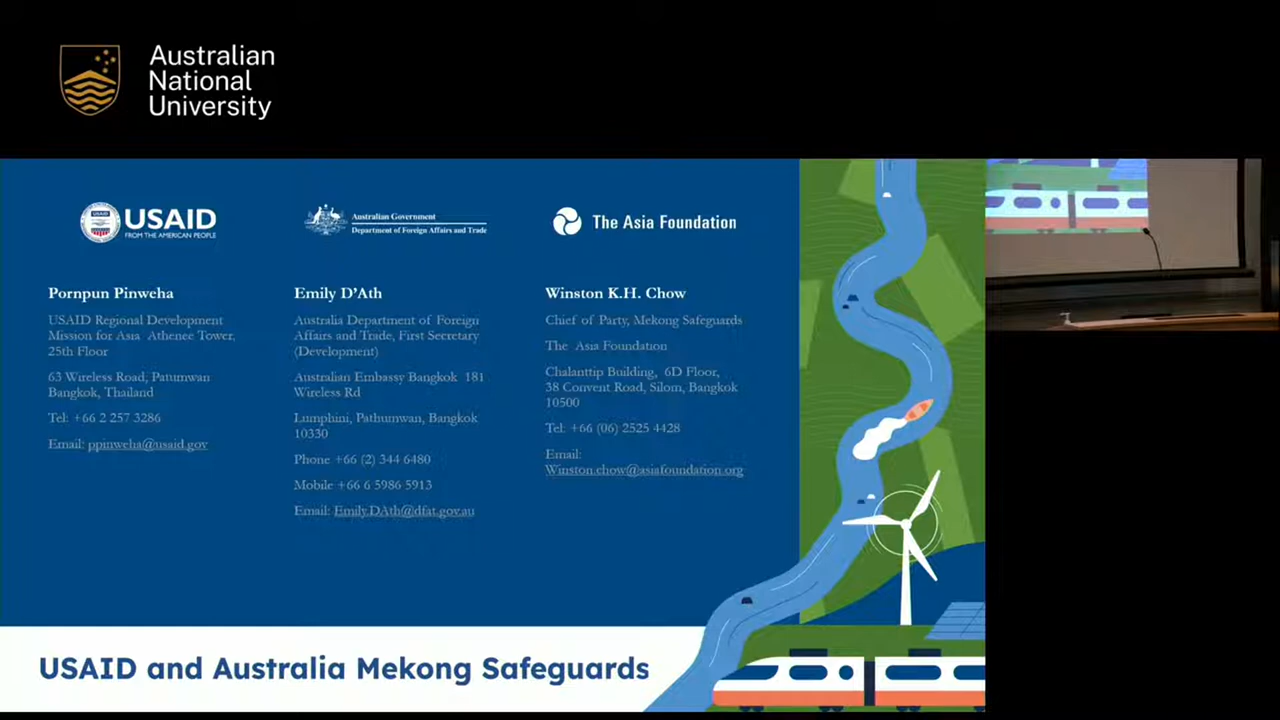 Australian
National
University
USAID
USAID
FROM THE AMERICAN PEOPLE
Australian Government
Department of Foreign Affairs and Trade
The Asia Foundation
Pornpun Pinweha
USAID Regional Development
Mission for Asia Athenee Tower,
25th Floor
63 Wireless Road, Patumwan
Bangkok, Thailand
Tel: +66 2 257 3286
Email: ppinweha@usaid.gov
Emily D'Ath
Australia Department of Foreign
Affairs and Trade, First Secretary
(Development)
Australian Embassy Bangkok 181
Wireless Rd
Lumphini, Pathumwan, Bangkok
10330
Phone +66 (2) 344 6480
Mobile +66 6 5986 5913
Email: Emily.DAth@dfat.gov.au
Winston K.H. Chow
Chief of Party, Mekong Safeguards
The Asia Foundation
Chalanttip Building, 6D Floor,
38 Convent Road, Silom, Bangkok
10500
Tel: +66 (06) 2525 4428
Email:
Winston.chow@asiafoundation.org
USAID and Australia Mekong Safeguards